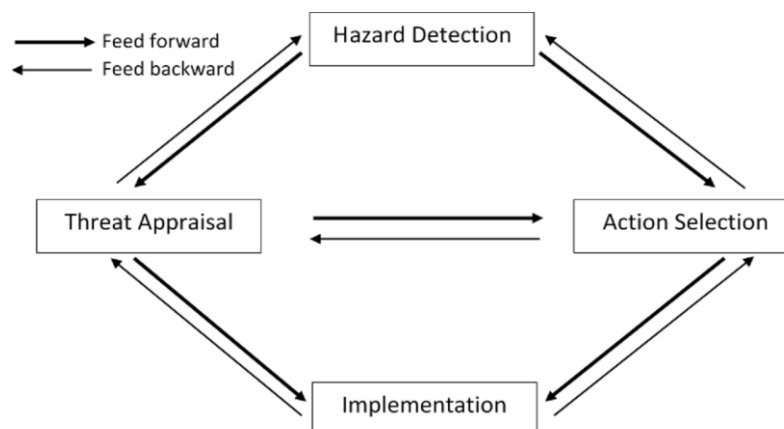 Feed forward
Feed backward
Hazard Detection
Threat Appraisal
Action Selection
Implementation